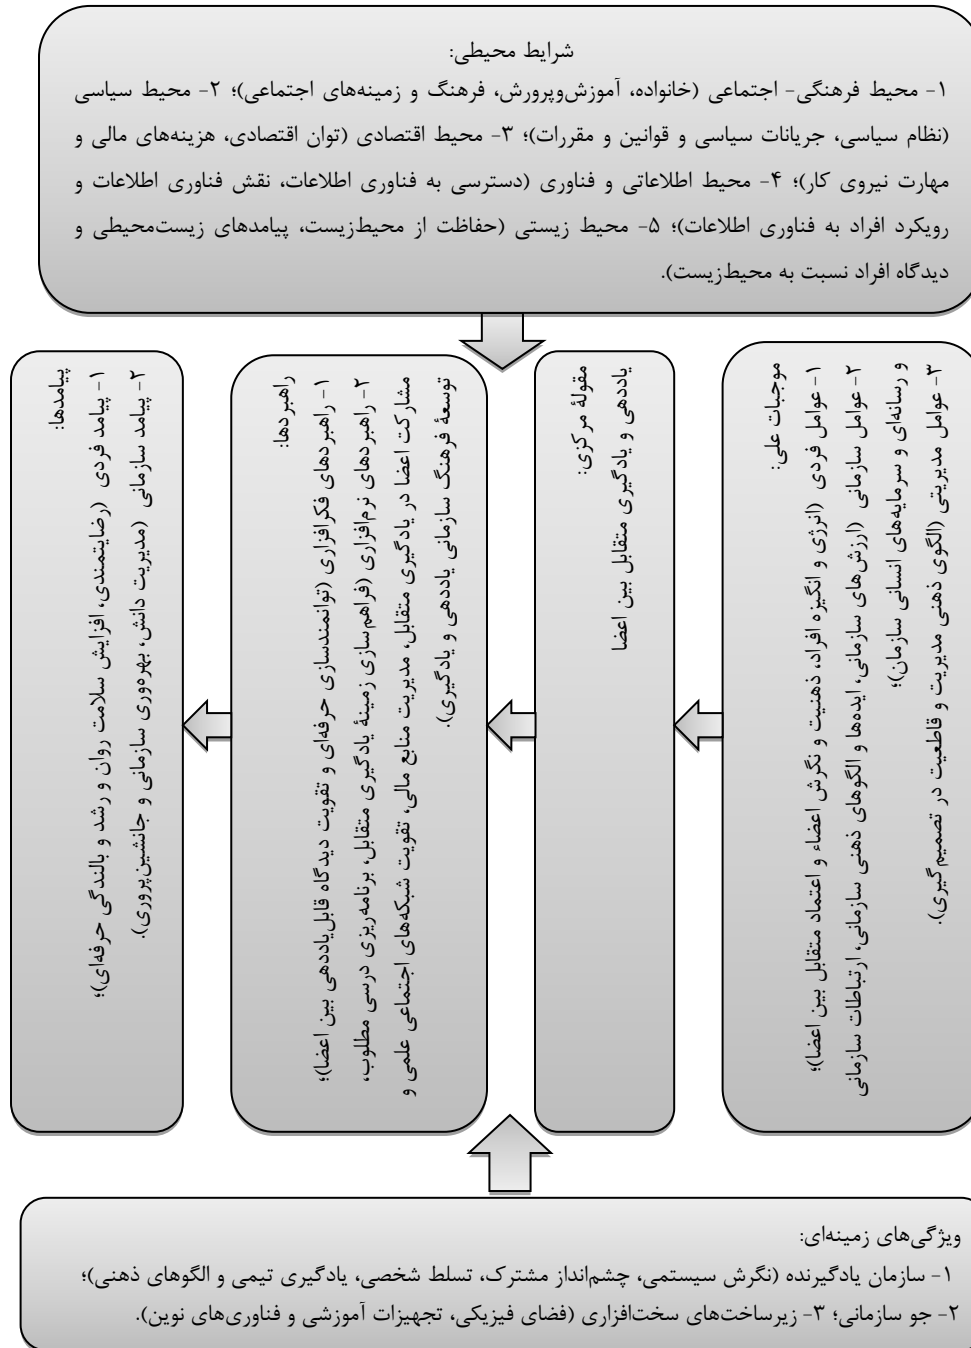 شرایط محیطی:
۱- محیط فرهنگی- اجتماعی (خانواده، آموزش‌وپرورش، فرهنگ و زمینه‌های اجتماعی)؛ ۲- محیط سیاسی
(نظام سیاسی، جریانات سیاسی و قوانین و مقررات)؛ ۳- محیط اقتصادی (توان اقتصادی، هزینه‌های مالی و
مهارت نیروی کار)؛ ۴- محیط اطلاعاتی و فناوری (دسترسی به فناوری اطلاعات، نقش فناوری اطلاعات و
رویکرد افراد به فناوری اطلاعات)؛ ۵- محیط زیستی (حفاظت از محیط‌زیست، پیامدهای زیست‌محیطی و
دیدگاه افراد نسبت به محیط‌زیست).
موجبات علی:
۱- عوامل فردی (انرژی و انگیزه افراد، ذهنیت و نگرش اعضاء و اعتماد متقابل بین اعضا)؛
۲- عوامل سازمانی (ارزش‌های سازمانی، ایده‌ها و الگوهای ذهنی سازمانی، ارتباطات سازمانی
و رسانه‌ای و سرمایه‌های انسانی سازمان)؛
۳- عوامل مدیریتی (الگوی ذهنی مدیریت و قاطعیت در تصمیم‌گیری).
مقولۀ مرکزی:
یاددهی و یادگیری متقابل بین اعضا
راهبردها:
۱- راهبردهای فکرافزاری (توانمندسازی حرفه‌ای و تقویت دیدگاه قابل‌یاددهی بین اعضا)؛
۲- راهبردهای نرم‌افزاری (فراهم‌سازی زمینۀ یادگیری متقابل، برنامه‌ریزی درسی مطلوب،
مشارکت اعضا در یادگیری متقابل، مدیریت منابع مالی، تقویت شبکه‌های اجتماعی علمی و
توسعۀ فرهنگ سازمانی یاددهی و یادگیری).
پیامدها:
۱- پیامد فردی (رضایتمندی، افزایش سلامت روان و رشد و بالندگی حرفه‌ای)؛
۲- پیامد سازمانی (مدیریت دانش، بهره‌وری سازمانی و جانشین‌پروری).
ویژگی‌های زمینه‌ای:
۱- سازمان یادگیرنده (نگرش سیستمی، چشم‌انداز مشترک، تسلط شخصی، یادگیری تیمی و الگوهای ذهنی)؛
۲- جو سازمانی؛ ۳- زیرساخت‌های سخت‌افزاری (فضای فیزیکی، تجهیزات آموزشی و فناوری‌های نوین).